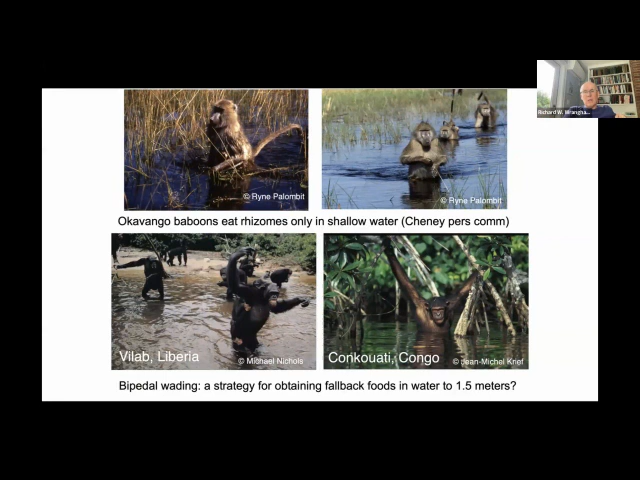 Richard W. Wrangha...
© Ryne Palombit
© Ryne Palombit
Okavango baboons eat rhizomes only in shallow water (Cheney pers comm)
Vilab, Liberia
© Michael Nichols
Conkouati, Congo
© Jean-Michel Krief
Bipedal wading: a strategy for obtaining fallback foods in water to 1.5 meters?